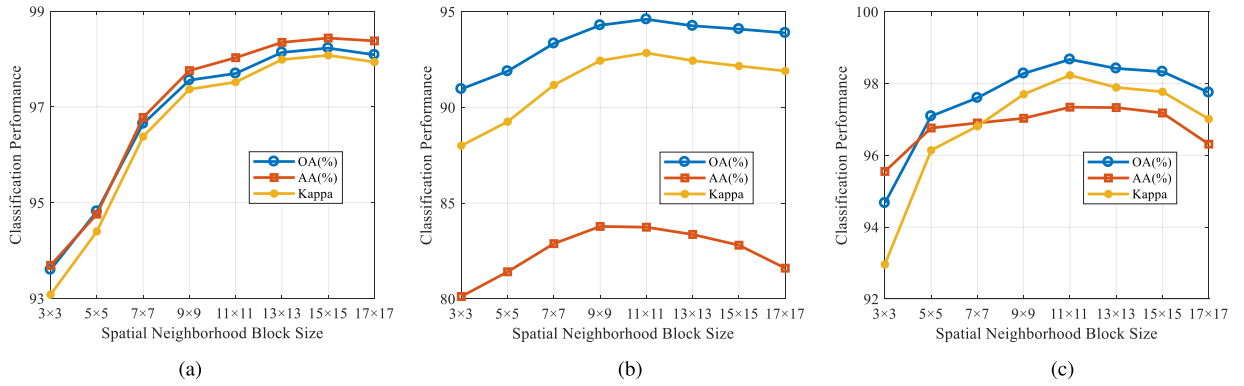 99
97
95
93
Classification Performance
OA(%)
AA(%)
Kappa
3×3 5×5 7×7 9×9 11×11 13×13 15×15 17×17
Spatial Neighborhood Block Size
(a)
95
90
85
80
Classification Performance
OA(%)
AA(%)
Kappa
3×3 5×5 7×7 9×9 11×11 13×13 15×15 17×17
Spatial Neighborhood Block Size
(b)
100
98
96
94
92
Classification Performance
OA(%)
AA(%)
Kappa
3×3 5×5 7×7 9×9 11×11 13×13 15×15 17×17
Spatial Neighborhood Block Size
(c)